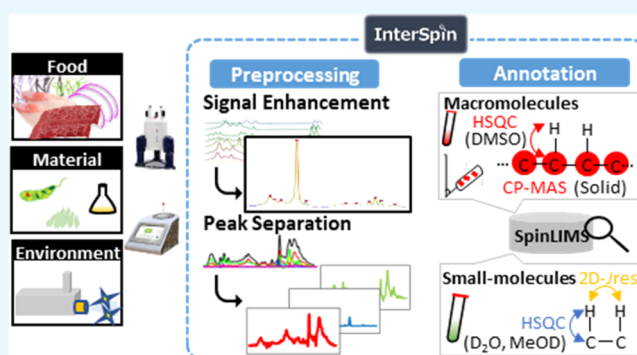 InterSpin
Food
Material
Environment
Preprocessing
Signal Enhancement
Peak Separation
Annotation
Macromolecules
HSQC
(DMSO)
H H
··· C – C – C – C ···
CP-MAS (Solid)
SpinLIMS
Small-molecules
2D-Jres
HSQC
H H
(D₂O, MeOD)
C – C